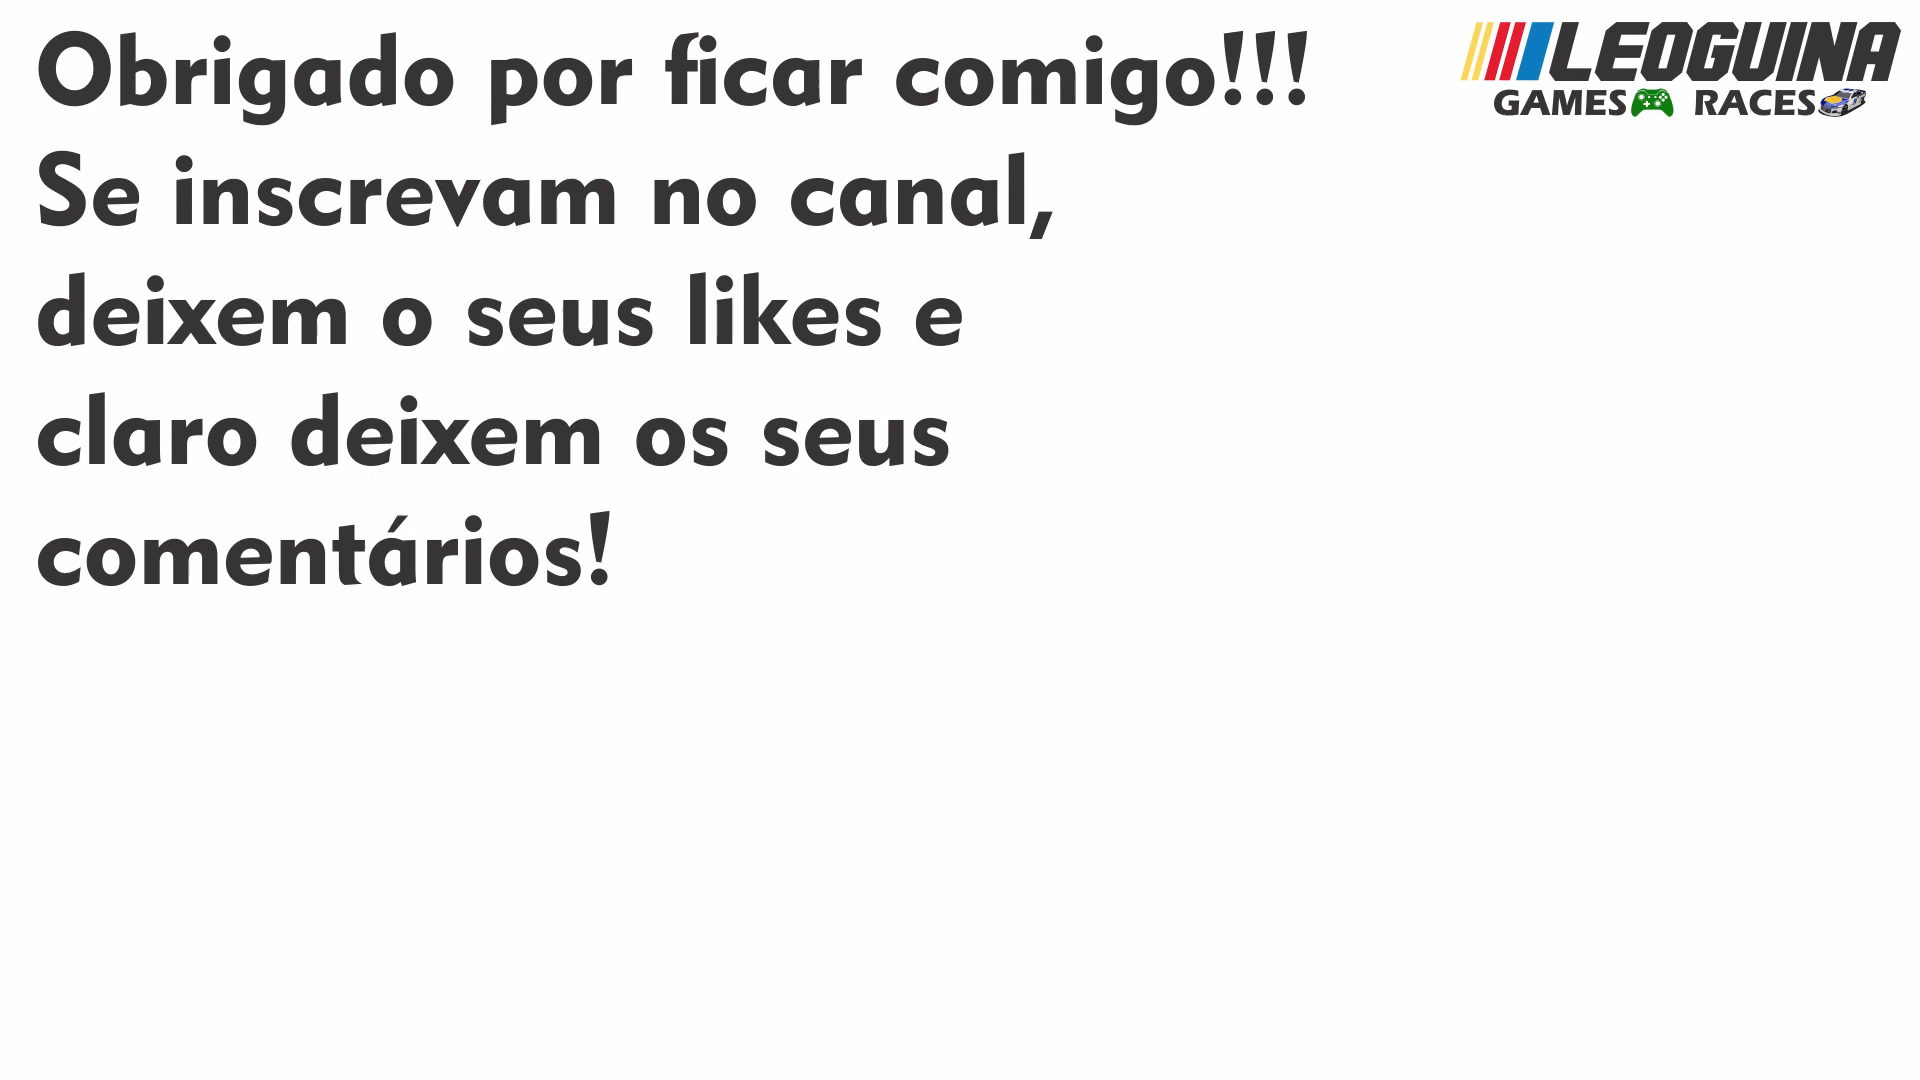 Obrigado por ficar comigo!!!
Se inscrevam no canal,
deixem o seus likes e
claro deixem os seus
comentários!
LEOGUINA
GAMES RACES